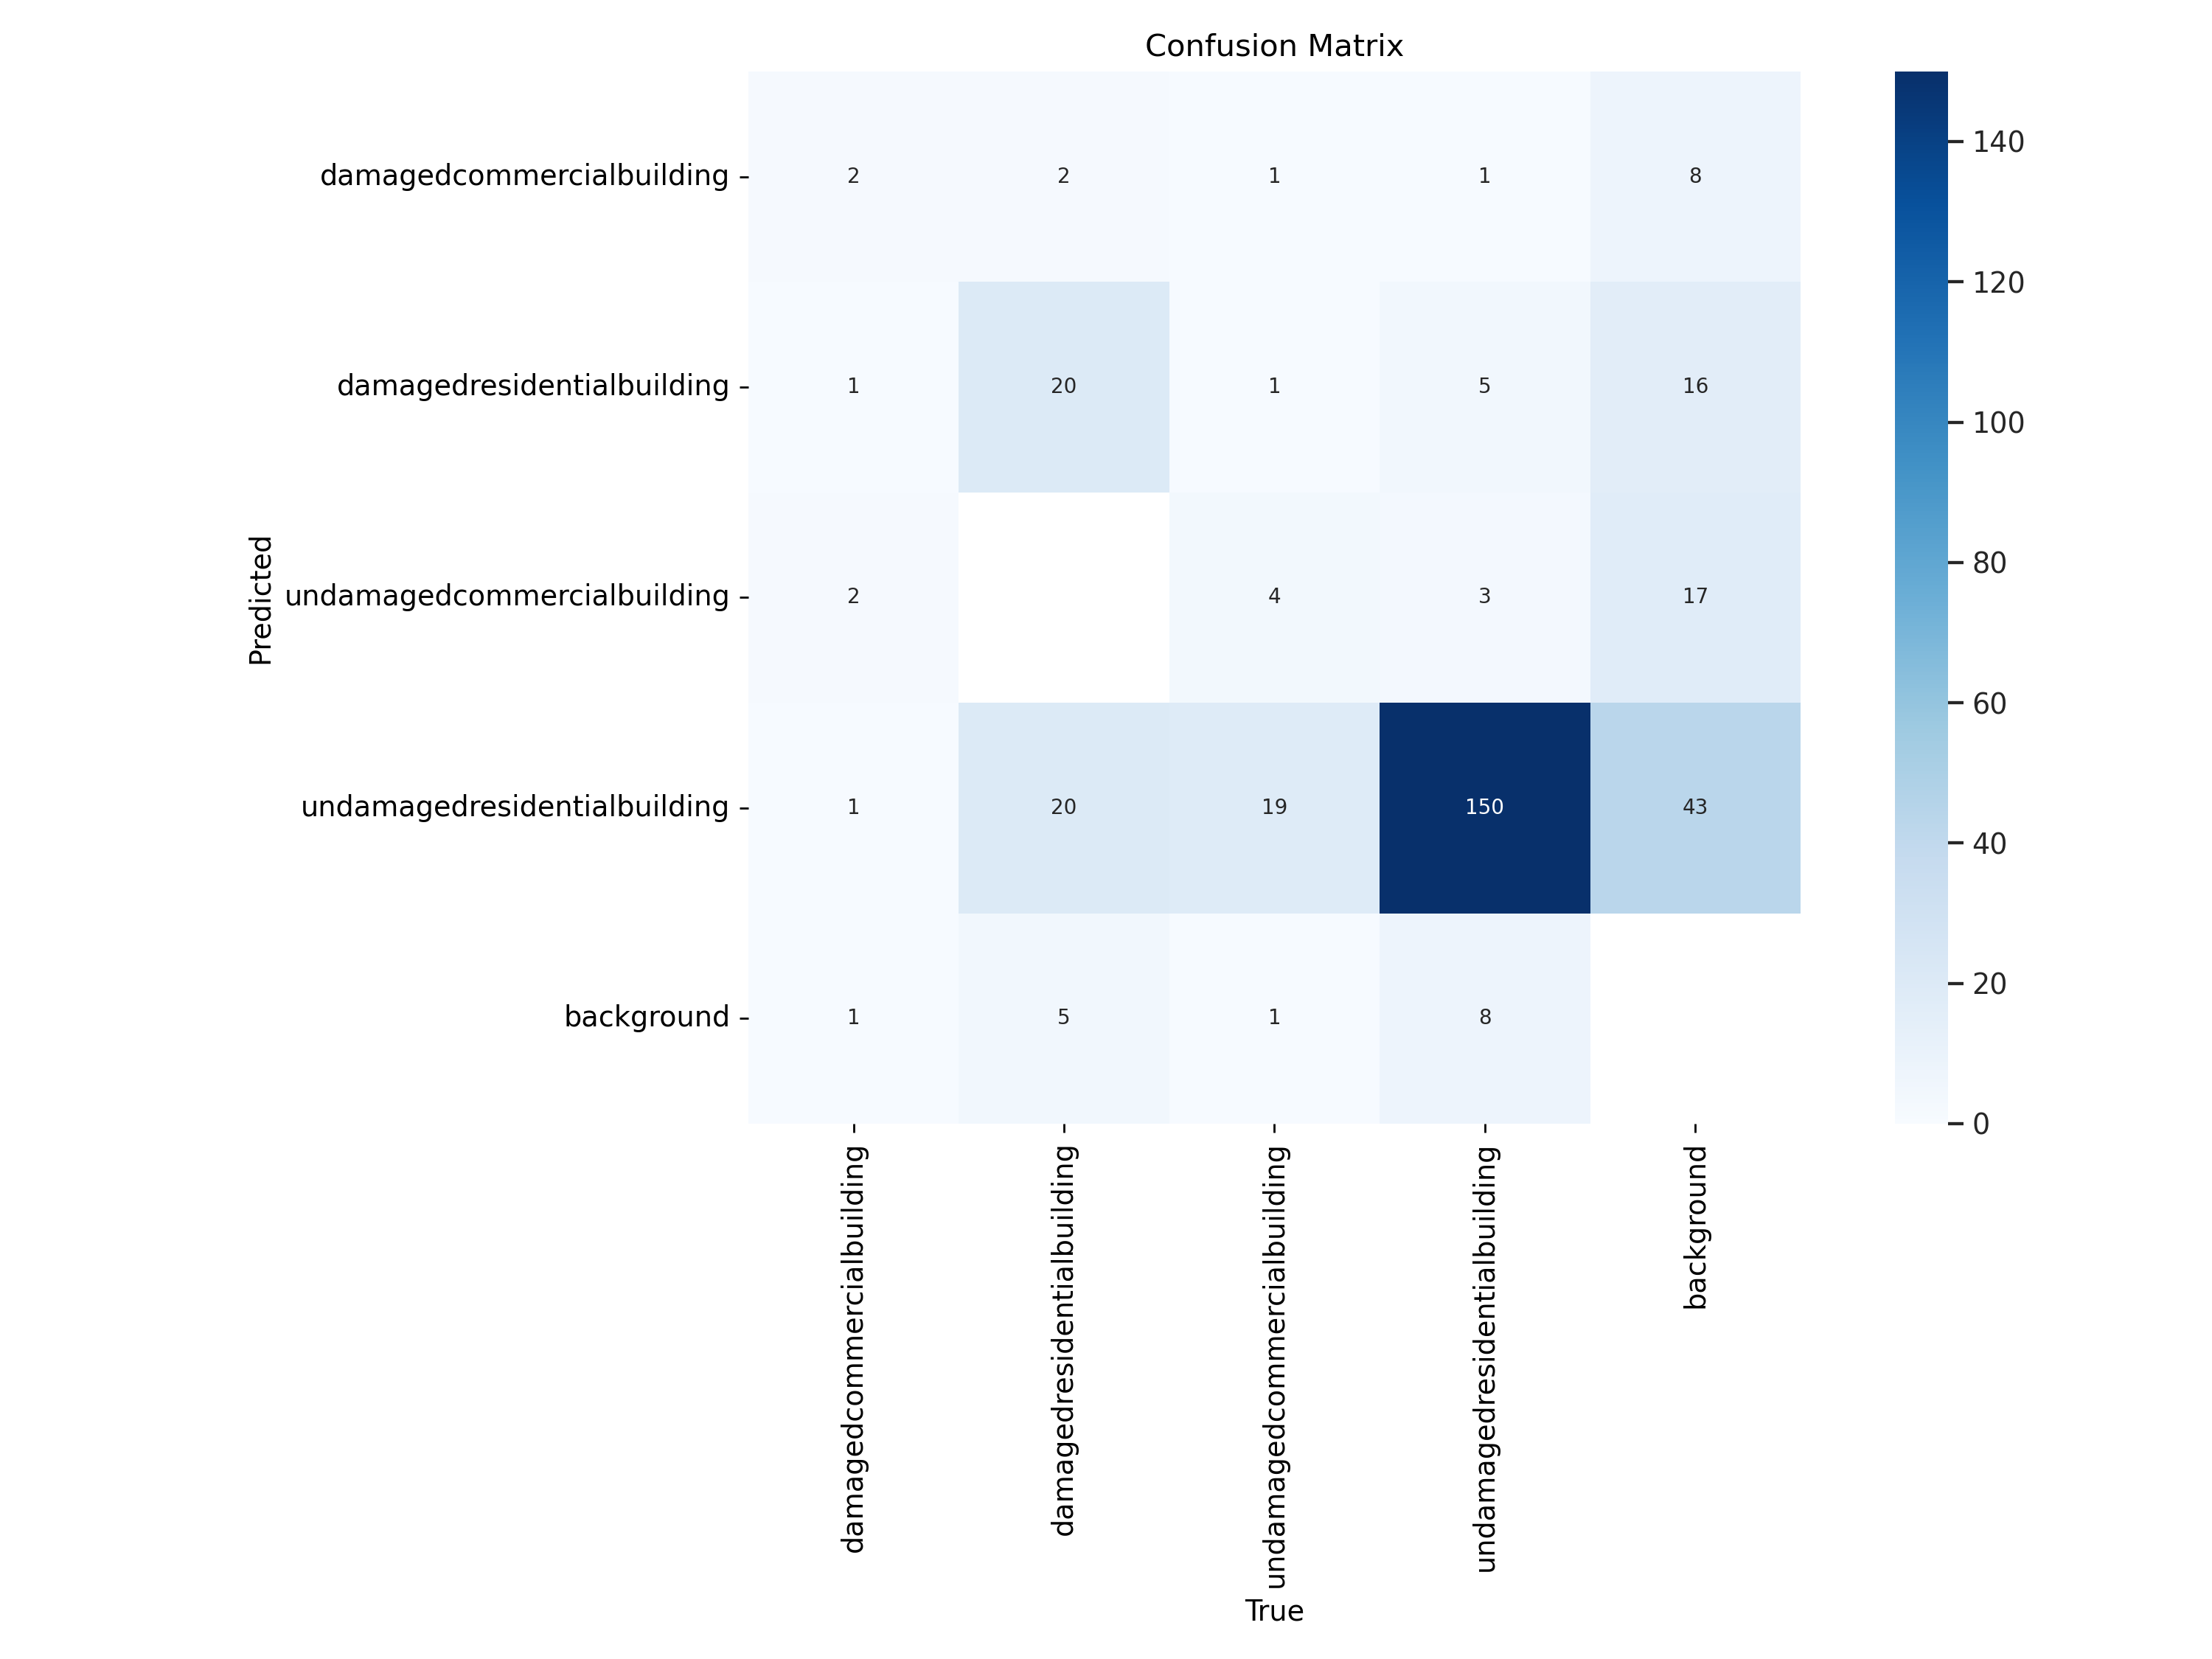 Confusion Matrix
damagedcommercialbuilding
2 2 1 1 8
damagedresidentialbuilding
1 20 1 5 16
undamagedcommercialbuilding
2 4 3 17
undamagedresidentialbuilding
1 20 19 150 43
background
1 5 1 8
Predicted
damagedcommercialbuilding
damagedresidentialbuilding
undamagedcommercialbuilding
undamagedresidentialbuilding
background
True
140
120
100
80
60
40
20
0